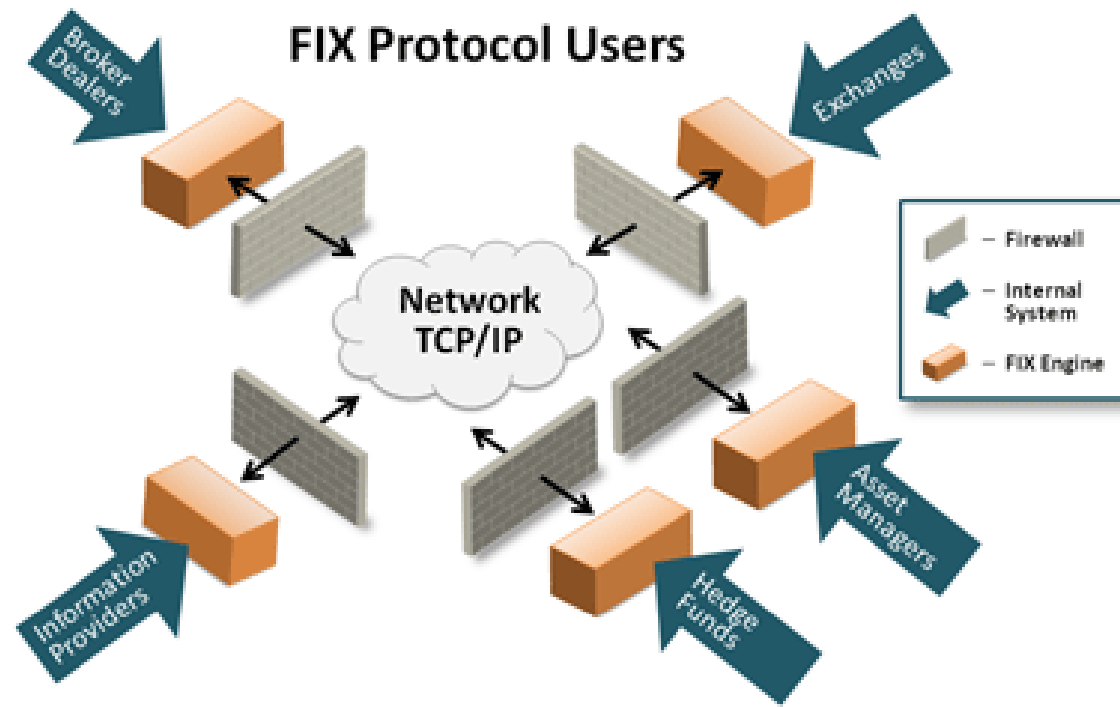 FIX Protocol Users
Broker
Dealers
Exchanges
Network
TCP/IP
– Firewall
– Internal
System
– FIX Engine
Asset
Managers
Information
Providers
Hedge
Funds